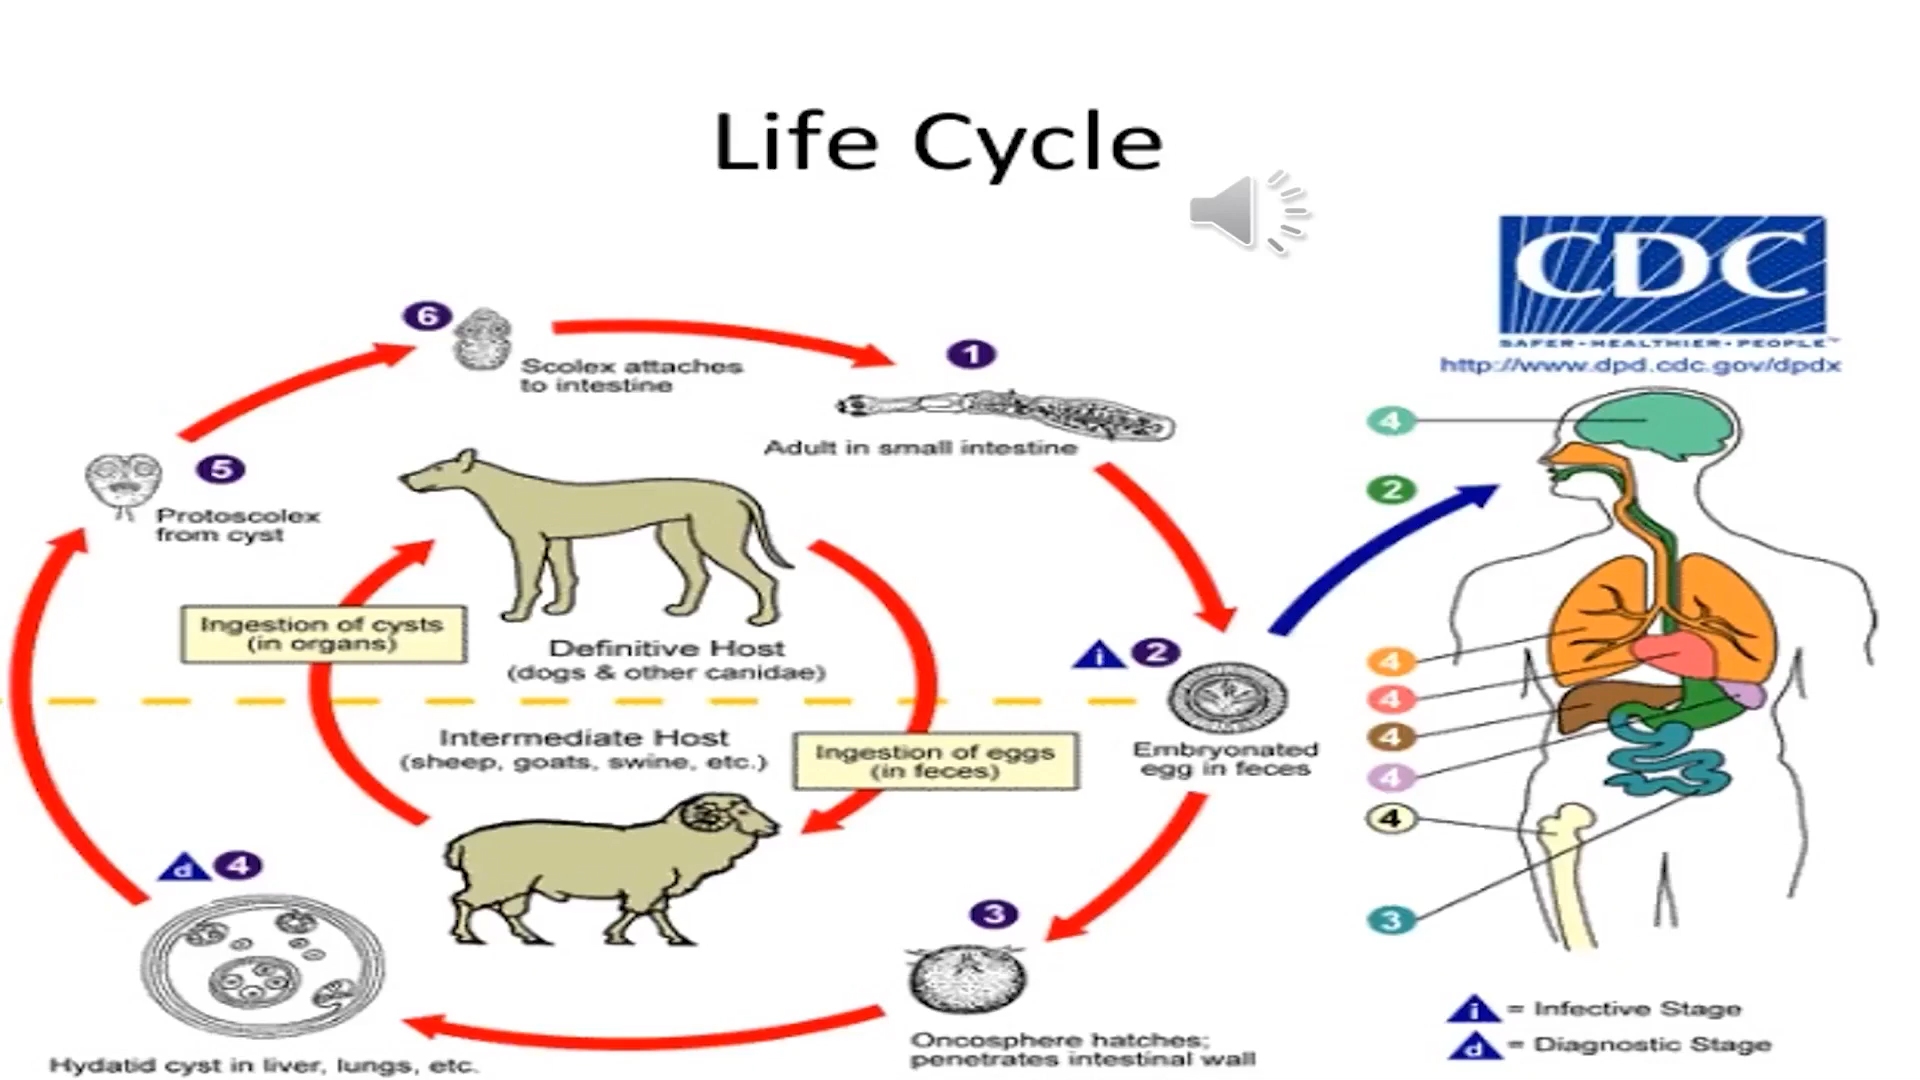 Life Cycle
CDC
SAFER • HEALTHIER • PEOPLE™
http://www.dpd.cdc.gov/dpdx
6
Scolex attaches
to intestine
1
Adult in small intestine
5
Protoscolex
from cyst
Ingestion of cysts
(in organs)
Definitive Host
(dogs & other canidae)
i 2
Embryonated
egg in feces
Intermediate Host
(sheep, goats, swine, etc.)
Ingestion of eggs
(in feces)
d 4
Hydatid cyst in liver, lungs, etc.
3
Oncosphere hatches;
penetrates intestinal wall
4
2
4
4
4
4
4
3
i = Infective Stage
d = Diagnostic Stage